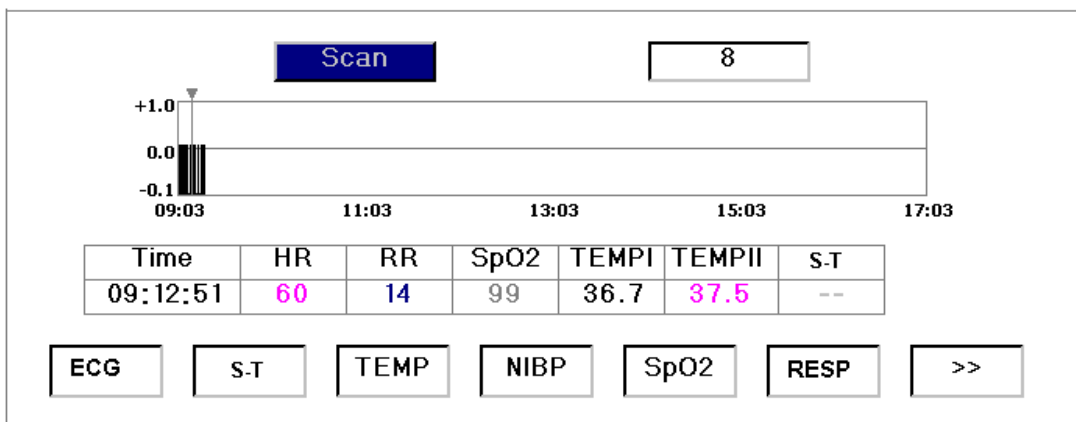 Scan 8
+1.0
0.0
-0.1
09:03 11:03 13:03 15:03 17:03
Time HR RR SpO2 TEMPI TEMPII S-T
09:12:51 60 14 99 36.7 37.5 --
ECG S-T TEMP NIBP SpO2 RESP >>